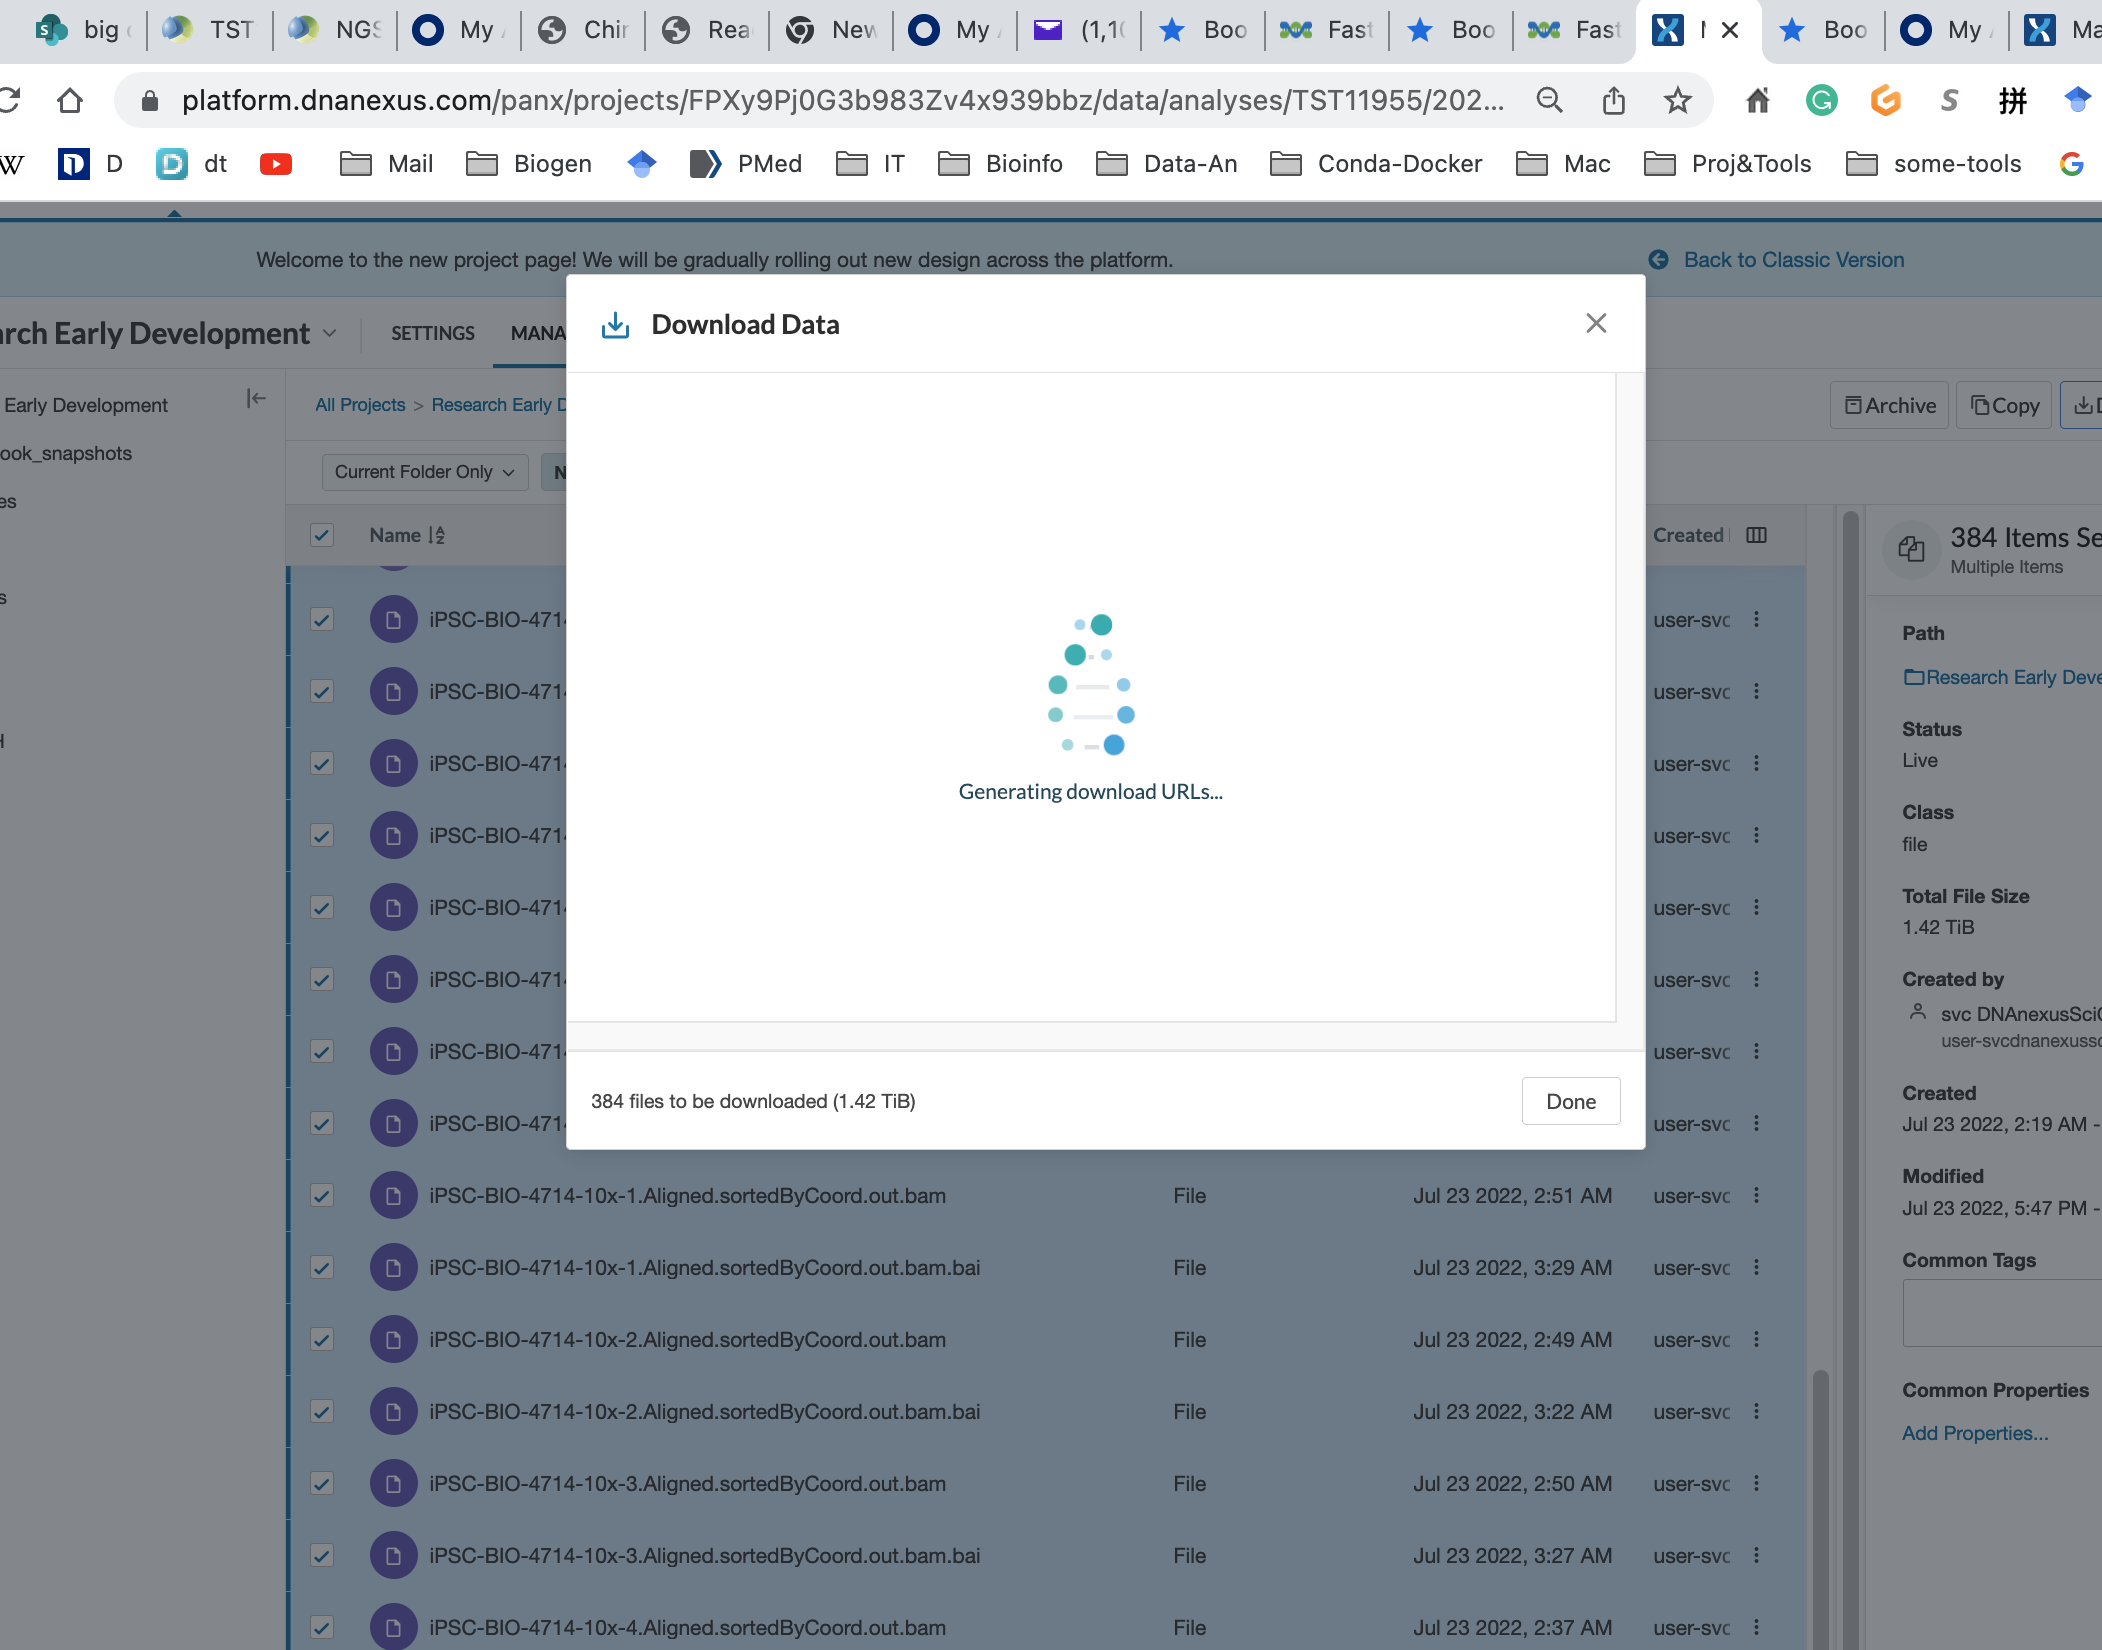 big
TST
NGS
My
Chir
Rea
New
My
(1,1
Boo
Fast
Boo
Fast
Boo
My
Ma
platform.dnanexus.com/panx/projects/FPXy9Pj0G3b983Zv4x939bbz/data/analyses/TST11955/202...
拼
W
D
dt
Mail
Biogen
PMed
IT
Bioinfo
Data-An
Conda-Docker
Mac
Proj&Tools
some-tools
Welcome to the new project page! We will be gradually rolling out new design across the platform.
Back to Classic Version
rch Early Development
SETTINGS
MANA
Download Data
Early Development
All Projects > Research Early D
Archive
Copy
ook_snapshots
Current Folder Only
N
es
Name
Created
384 Items Se
Multiple Items
s
iPSC-BIO-471
user-svc
Path
Research Early Deve
iPSC-BIO-471
user-svc
Status
Live
iPSC-BIO-471
user-svc
Generating download URLs...
Class
file
iPSC-BIO-471
user-svc
Total File Size
1.42 TiB
iPSC-BIO-471
user-svc
Created by
svc DNAnexusSci
user-svcdnanexuss
iPSC-BIO-471
user-svc
iPSC-BIO-471
user-svc
Created
Jul 23 2022, 2:19 AM -
384 files to be downloaded (1.42 TiB)
Done
iPSC-BIO-471
user-svc
Modified
Jul 23 2022, 5:47 PM -
iPSC-BIO-4714-10x-1.Aligned.sortedByCoord.out.bam File Jul 23 2022, 2:51 AM user-svc
Common Tags
iPSC-BIO-4714-10x-1.Aligned.sortedByCoord.out.bam.bai File Jul 23 2022, 3:29 AM user-svc
iPSC-BIO-4714-10x-2.Aligned.sortedByCoord.out.bam File Jul 23 2022, 2:49 AM user-svc
Common Properties
iPSC-BIO-4714-10x-2.Aligned.sortedByCoord.out.bam.bai File Jul 23 2022, 3:22 AM user-svc
Add Properties...
iPSC-BIO-4714-10x-3.Aligned.sortedByCoord.out.bam File Jul 23 2022, 2:50 AM user-svc
iPSC-BIO-4714-10x-3.Aligned.sortedByCoord.out.bam.bai File Jul 23 2022, 3:27 AM user-svc
iPSC-BIO-4714-10x-4.Aligned.sortedByCoord.out.bam File Jul 23 2022, 2:37 AM user-svc